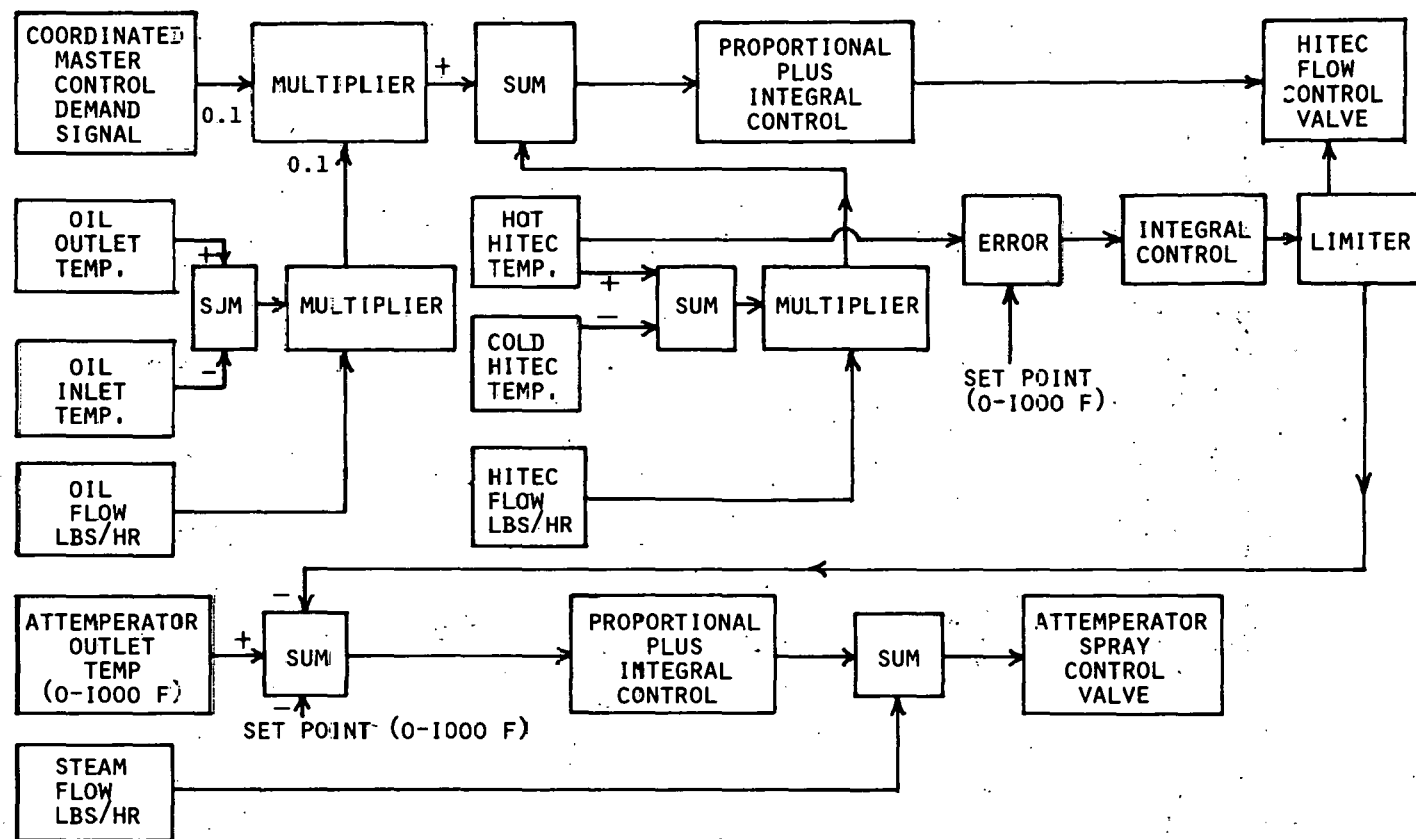 COORDINATED
MASTER
CONTROL
DEMAND
SIGNAL
0.1
MULTIPLIER
+
SUM
PROPORTIONAL
PLUS
INTEGRAL
CONTROL
HITEC
FLOW
CONTROL
VALVE
0.1
OIL
OUTLET
TEMP.
+
SUM
−
MULTIPLIER
OIL
INLET
TEMP.
OIL
FLOW
LBS/HR
HOT
HITEC
TEMP.
+
−
SUM
MULTIPLIER
COLD
HITEC
TEMP.
HITEC
FLOW
LBS/HR
ERROR
SET POINT
(0-1000 F)
INTEGRAL
CONTROL
LIMITER
ATTEMPERATOR
OUTLET
TEMP
(0-1000 F)
+
−
SUM
−
SET POINT (0-1000 F)
PROPORTIONAL
PLUS
INTEGRAL
CONTROL
SUM
ATTEMPERATOR
SPRAY
CONTROL
VALVE
STEAM
FLOW
LBS/HR